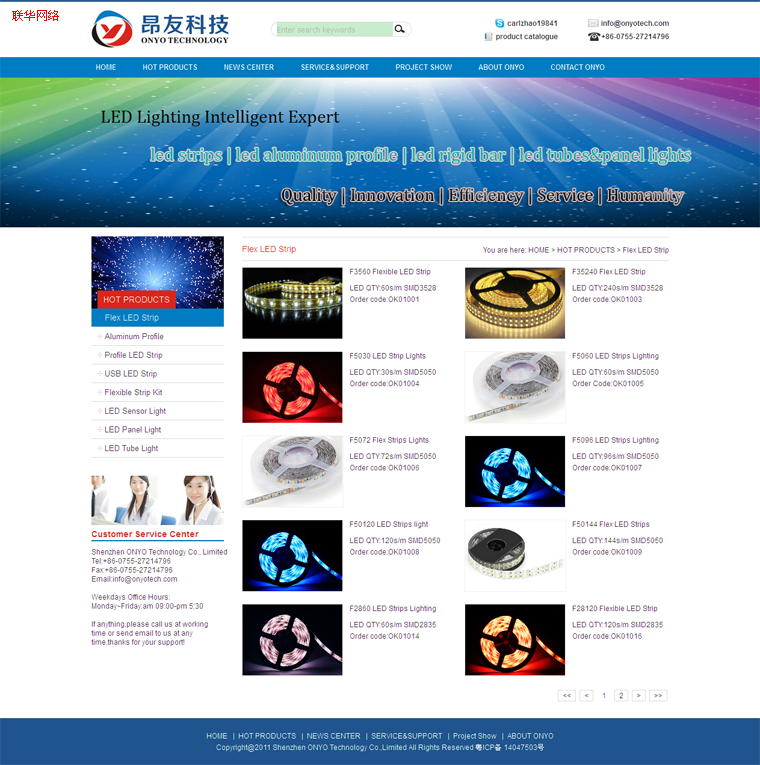 联华网络
昂友科技
ONYO TECHNOLOGY
Enter search keywords
carlzhao19841
info@onyotech.com
product catalogue
+86-0755-27214796
HOME HOT PRODUCTS NEWS CENTER SERVICE&SUPPORT PROJECT SHOW ABOUT ONYO CONTACT ONYO
LED Lighting Intelligent Expert
led strips | led aluminum profile | led rigid bar | led tubes&panel lights
Quality | Innovation | Efficiency | Service | Humanity
HOT PRODUCTS
Flex LED Strip
Aluminum Profile
Profile LED Strip
USB LED Strip
Flexible Strip Kit
LED Sensor Light
LED Panel Light
LED Tube Light
Customer Service Center
Shenzhen ONYO Technology Co., Limited
Tel:+86-0755-27214796
Fax:+86-0755-27214796
Email:info@onyotech.com
Weekdays Office Hours:
Monday~Friday:am 09:00-pm 5:30
If anything,please call us at working
time or send email to us at any
time,thanks for your support!
Flex LED Strip
You are here: HOME > HOT PRODUCTS > Flex LED Strip
F3560 Flexible LED Strip
LED QTY:60s/m SMD3528
Order code:OK01001
F35240 Flex LED Strip
LED QTY:240s/m SMD3528
Order code:OK01003
F5030 LED Strip Lights
LED QTY:30s/m SMD5050
Order code:OK01004
F5060 LED Strips Lighting
LED QTY:60s/m SMD5050
Order Code:OK01005
F5072 Flex Strips Lights
LED QTY:72s/m SMD5050
Order code:OK01006
F5096 LED Strips Lighting
LED QTY:96s/m SMD5050
Order code:OK01007
F50120 LED Strips light
LED QTY:120s/m SMD5050
Order code:OK01008
F50144 Flex LED Strips
LED QTY:144s/m SMD5050
Order code:OK01009
F2860 LED Strips Lighting
LED QTY:60s/m SMD2835
Order code:OK01014
F28120 Flexible LED Strip
LED QTY:120s/m SMD2835
Order code:OK01016
<< < 1 2 > >>
HOME | HOT PRODUCTS | NEWS CENTER | SERVICE&SUPPORT | Project Show | ABOUT ONYO
Copyright@2011 Shenzhen ONYO Technology Co.,Limited All Rights Reserved 粤ICP备 14047503号